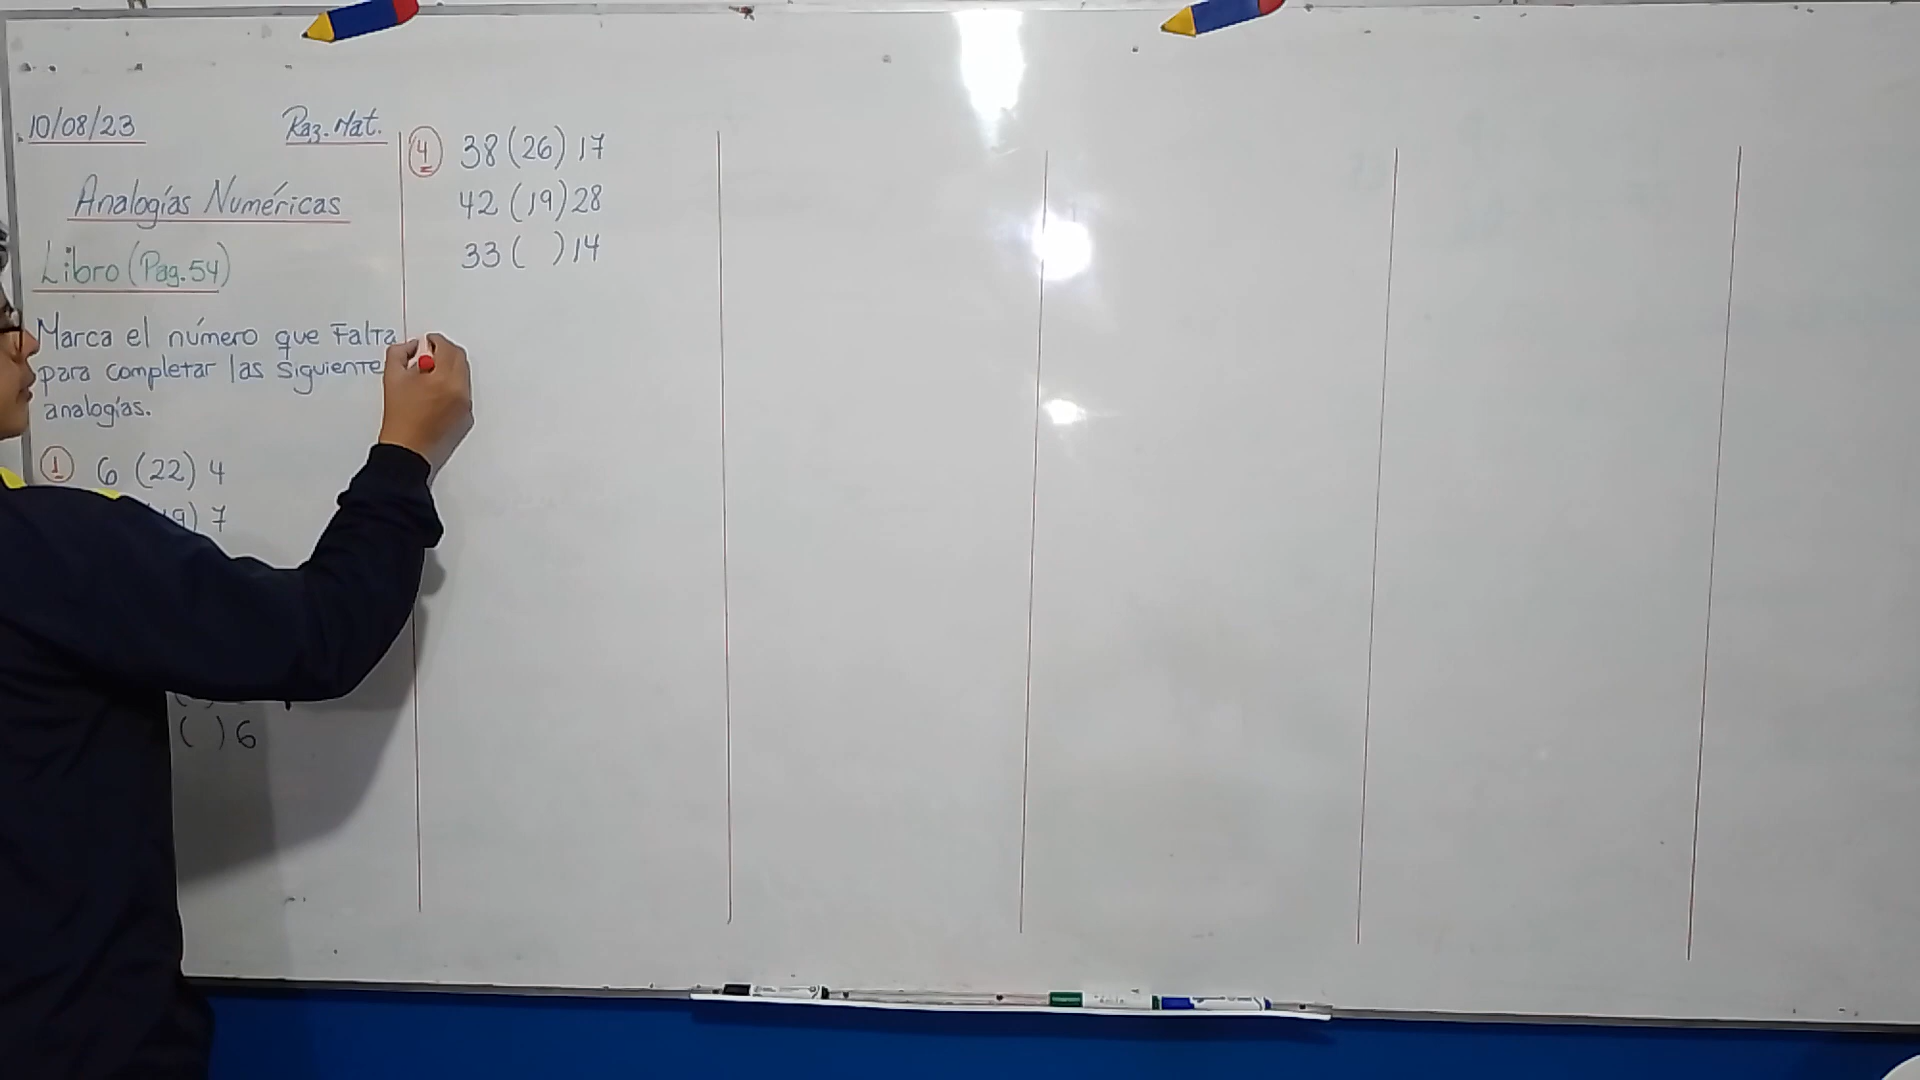 10/08/23 Raz. Mat.
Analogías Numéricas
Libro (Pag. 54)
Marca el número que Falta
para completar las siguiente
analogías.
1 6 (22) 4
19) 7
( ) 6
4 38 (26) 17
42 (19) 28
33 ( ) 14